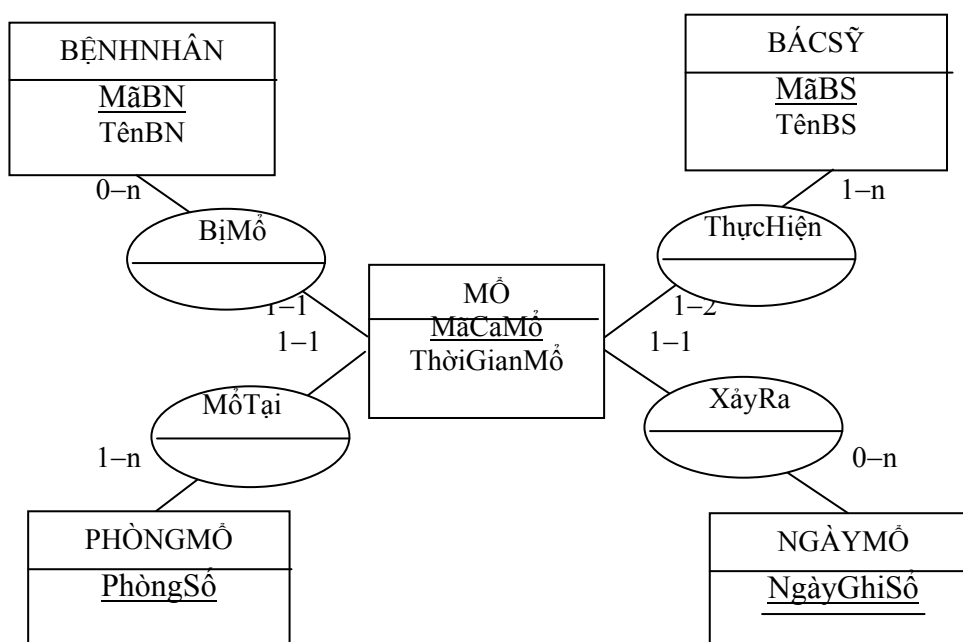 BỆNHNHÂN
MãBN
TênBN
BÁCSỸ
MãBS
TênBS
0–n
1–n
BịMổ
ThựcHiện
1–1
1–2
MỔ
MãCaMổ
ThờiGianMổ
1–1
1–1
MổTại
XảyRa
1–n
0–n
PHÒNGMỔ
PhòngSố
NGÀYMỔ
NgàyGhiSổ